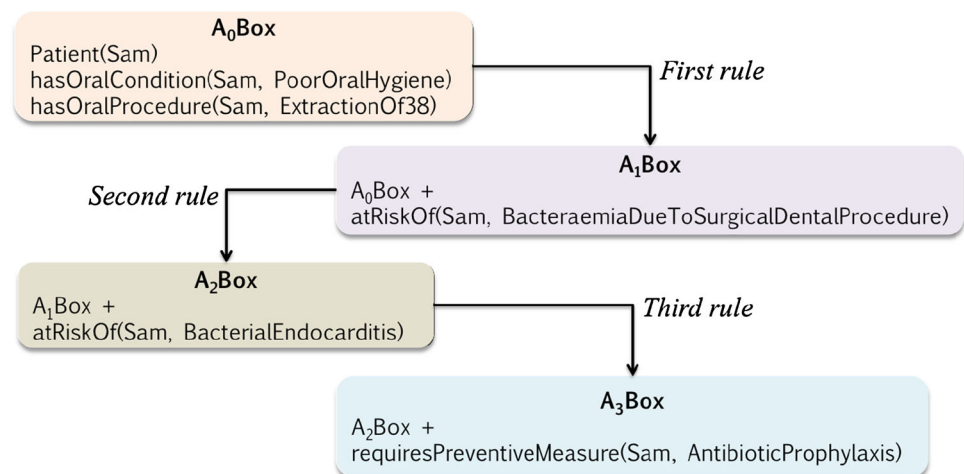 A₀Box
Patient(Sam)
hasOralCondition(Sam, PoorOralHygiene)
hasOralProcedure(Sam, ExtractionOf38)
First rule
A₁Box
A₀Box +
atRiskOf(Sam, BacteraemiaDueToSurgicalDentalProcedure)
Second rule
A₂Box
A₁Box +
atRiskOf(Sam, BacterialEndocarditis)
Third rule
A₃Box
A₂Box +
requiresPreventiveMeasure(Sam, AntibioticProphylaxis)